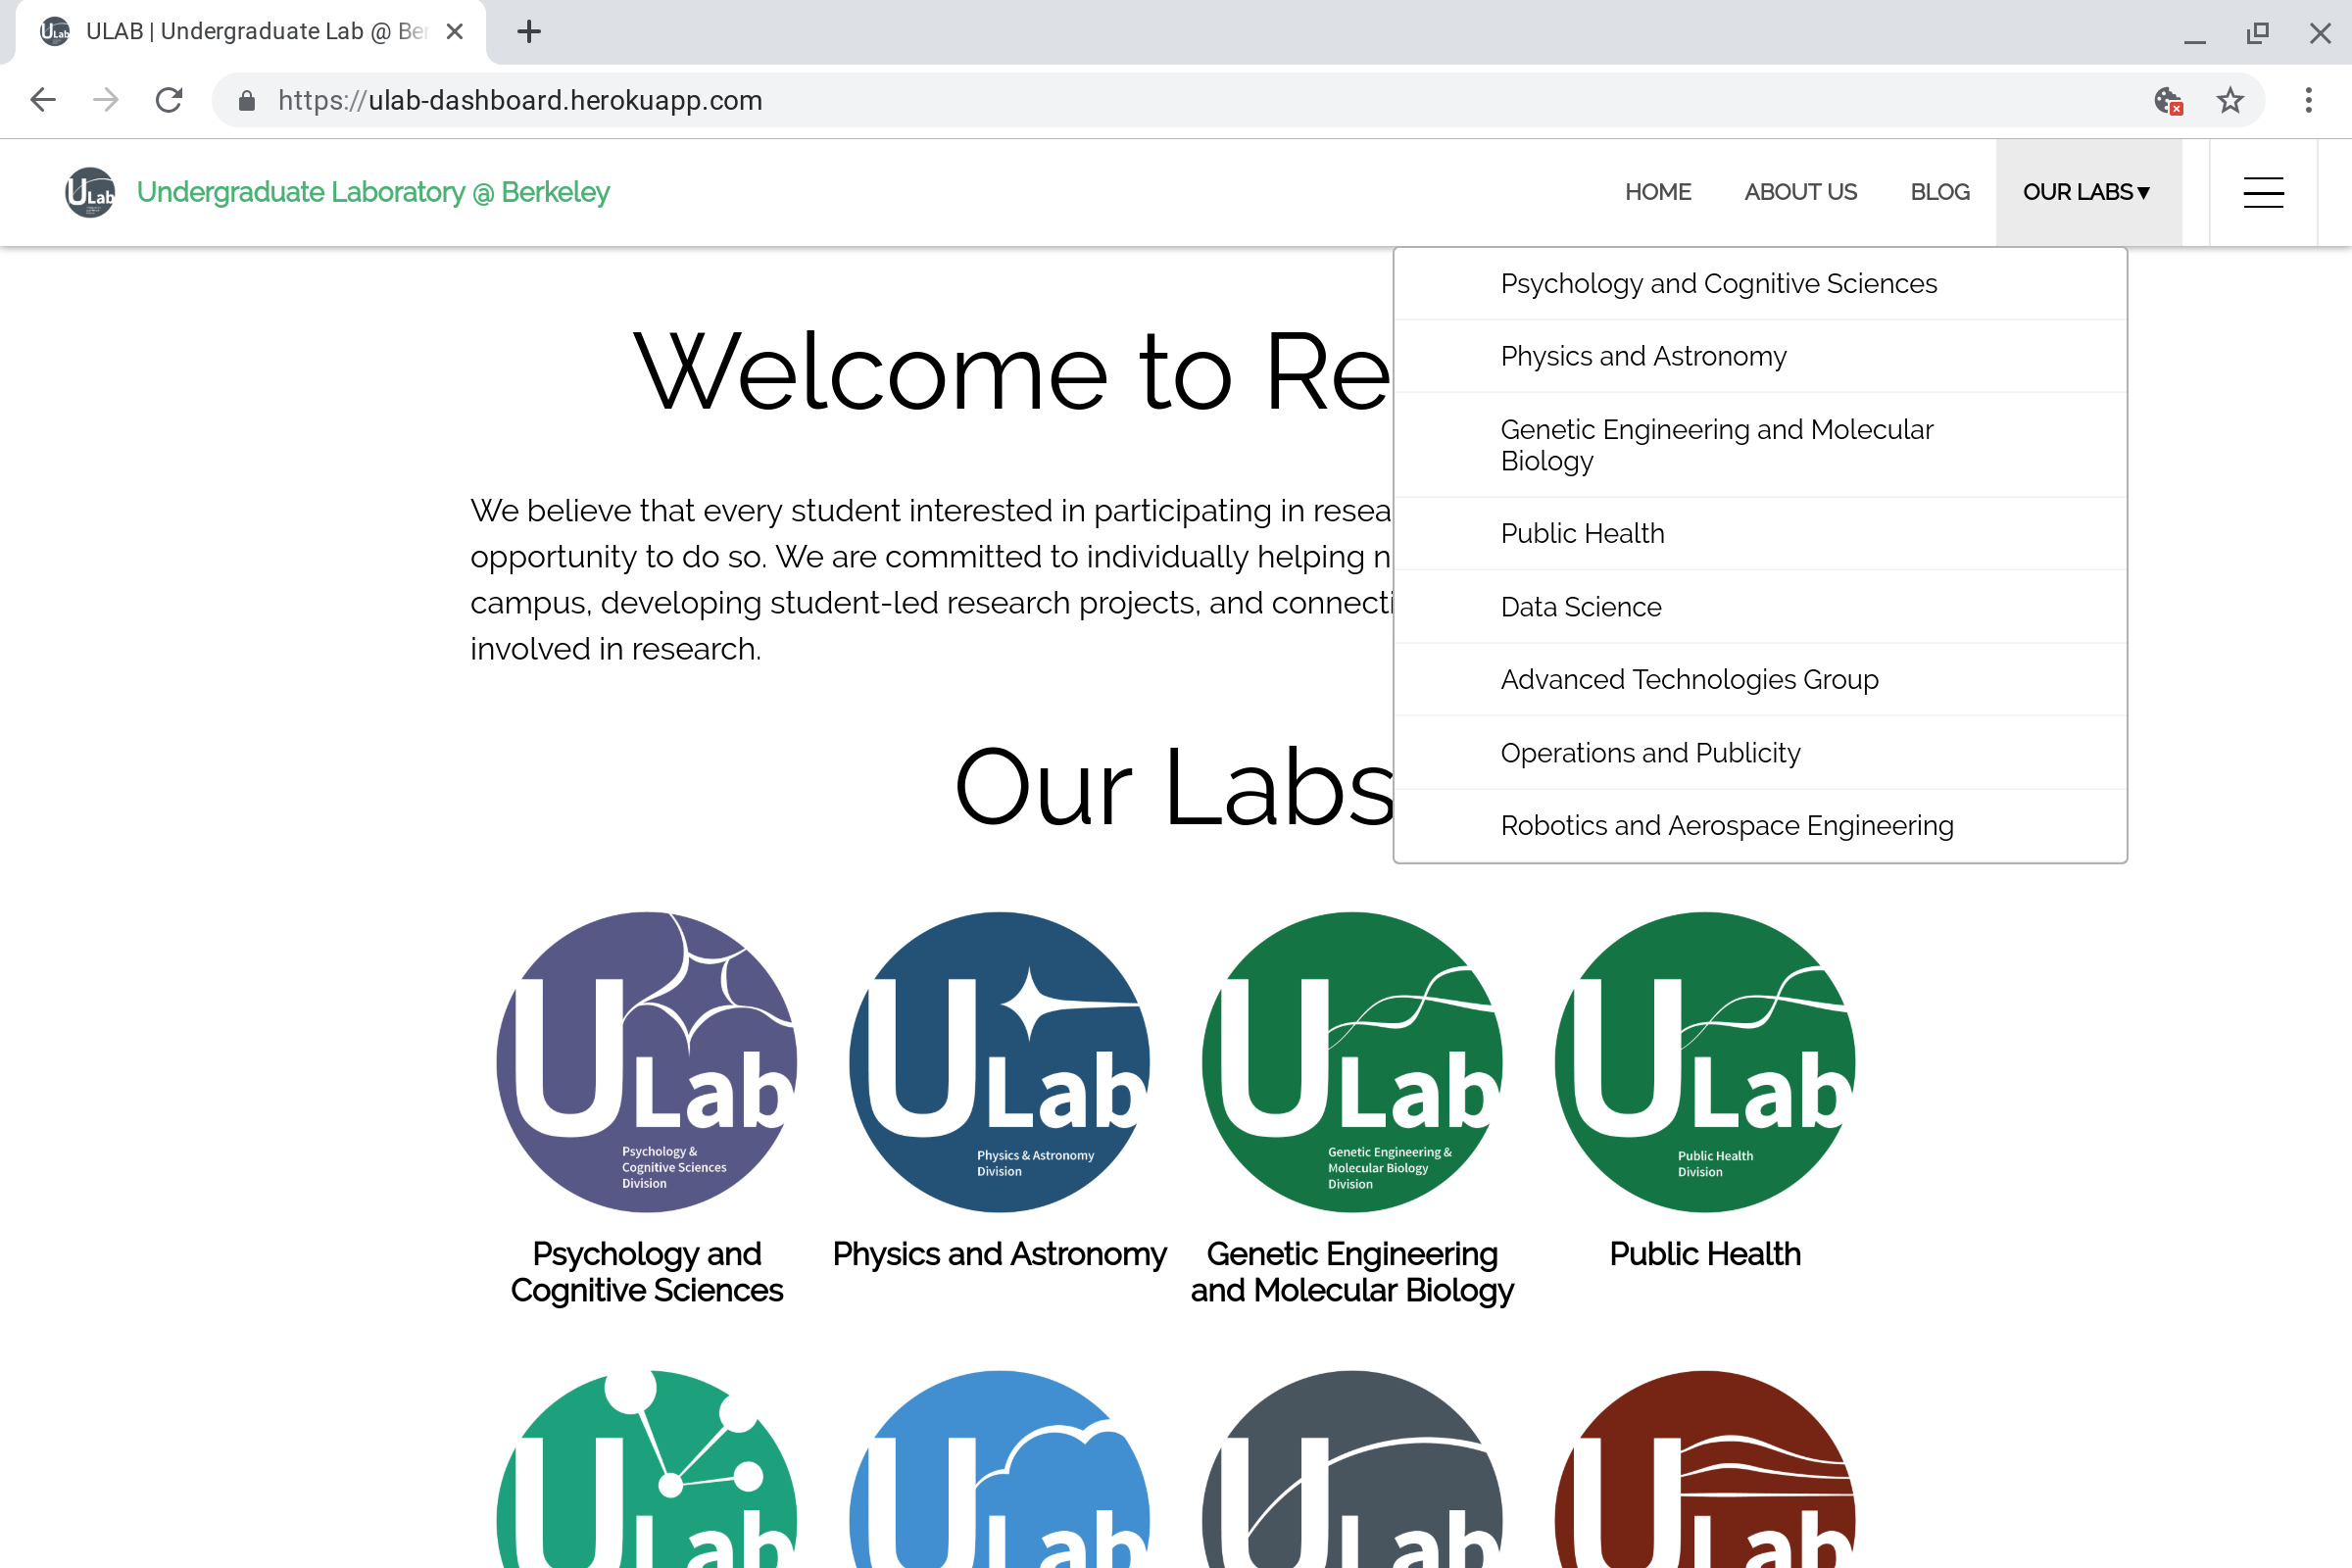 ULAB | Undergraduate Lab @ Ber
https://ulab-dashboard.herokuapp.com
ULab
Undergraduate Laboratory @ Berkeley
HOME
ABOUT US
BLOG
OUR LABS▼
Psychology and Cognitive Sciences
Physics and Astronomy
Genetic Engineering and Molecular
Biology
Public Health
Data Science
Advanced Technologies Group
Operations and Publicity
Robotics and Aerospace Engineering
Welcome to Re
We believe that every student interested in participating in resea
opportunity to do so. We are committed to individually helping n
campus, developing student-led research projects, and connecti
involved in research.
Our Labs
ULab
Psychology &
Cognitive Sciences
Division
ULab
Physics & Astronomy
Division
ULab
Genetic Engineering &
Molecular Biology
Division
ULab
Public Health
Division
Psychology and
Cognitive Sciences
Physics and Astronomy
Genetic Engineering
and Molecular Biology
Public Health
ULab
ULab
ULab
ULab